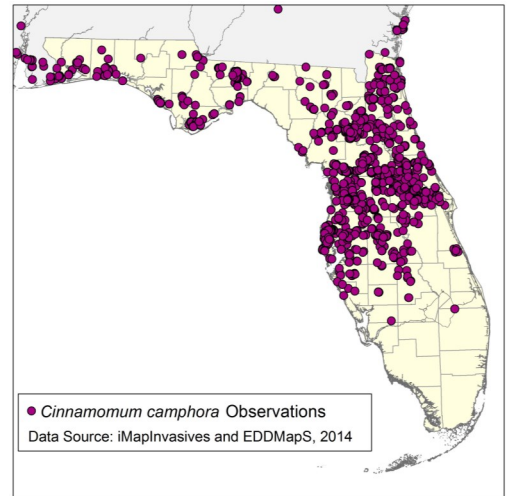 Cinnamomum camphora Observations
Data Source: iMapInvasives and EDDMapS, 2014